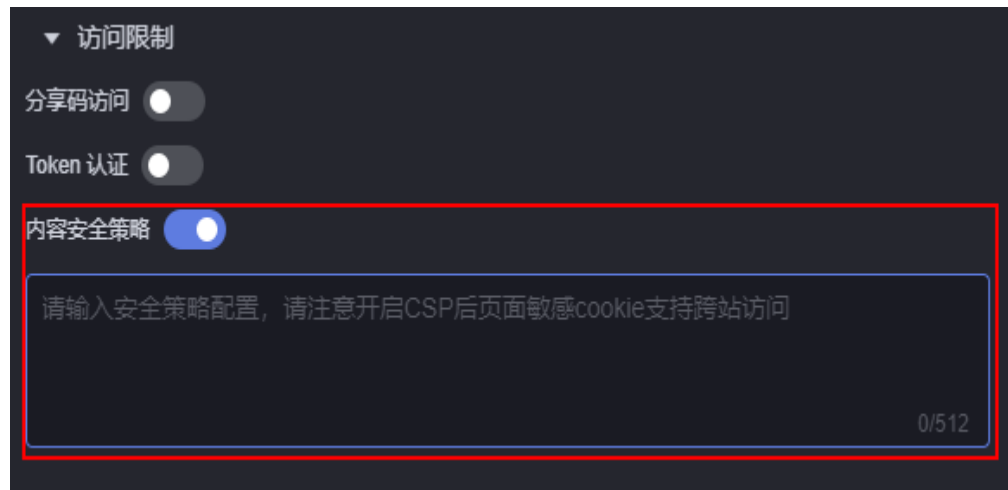 访问限制
分享码访问
Token 认证
内容安全策略
请输入安全策略配置，请注意开启CSP后页面敏感cookie支持跨站访问
0/512